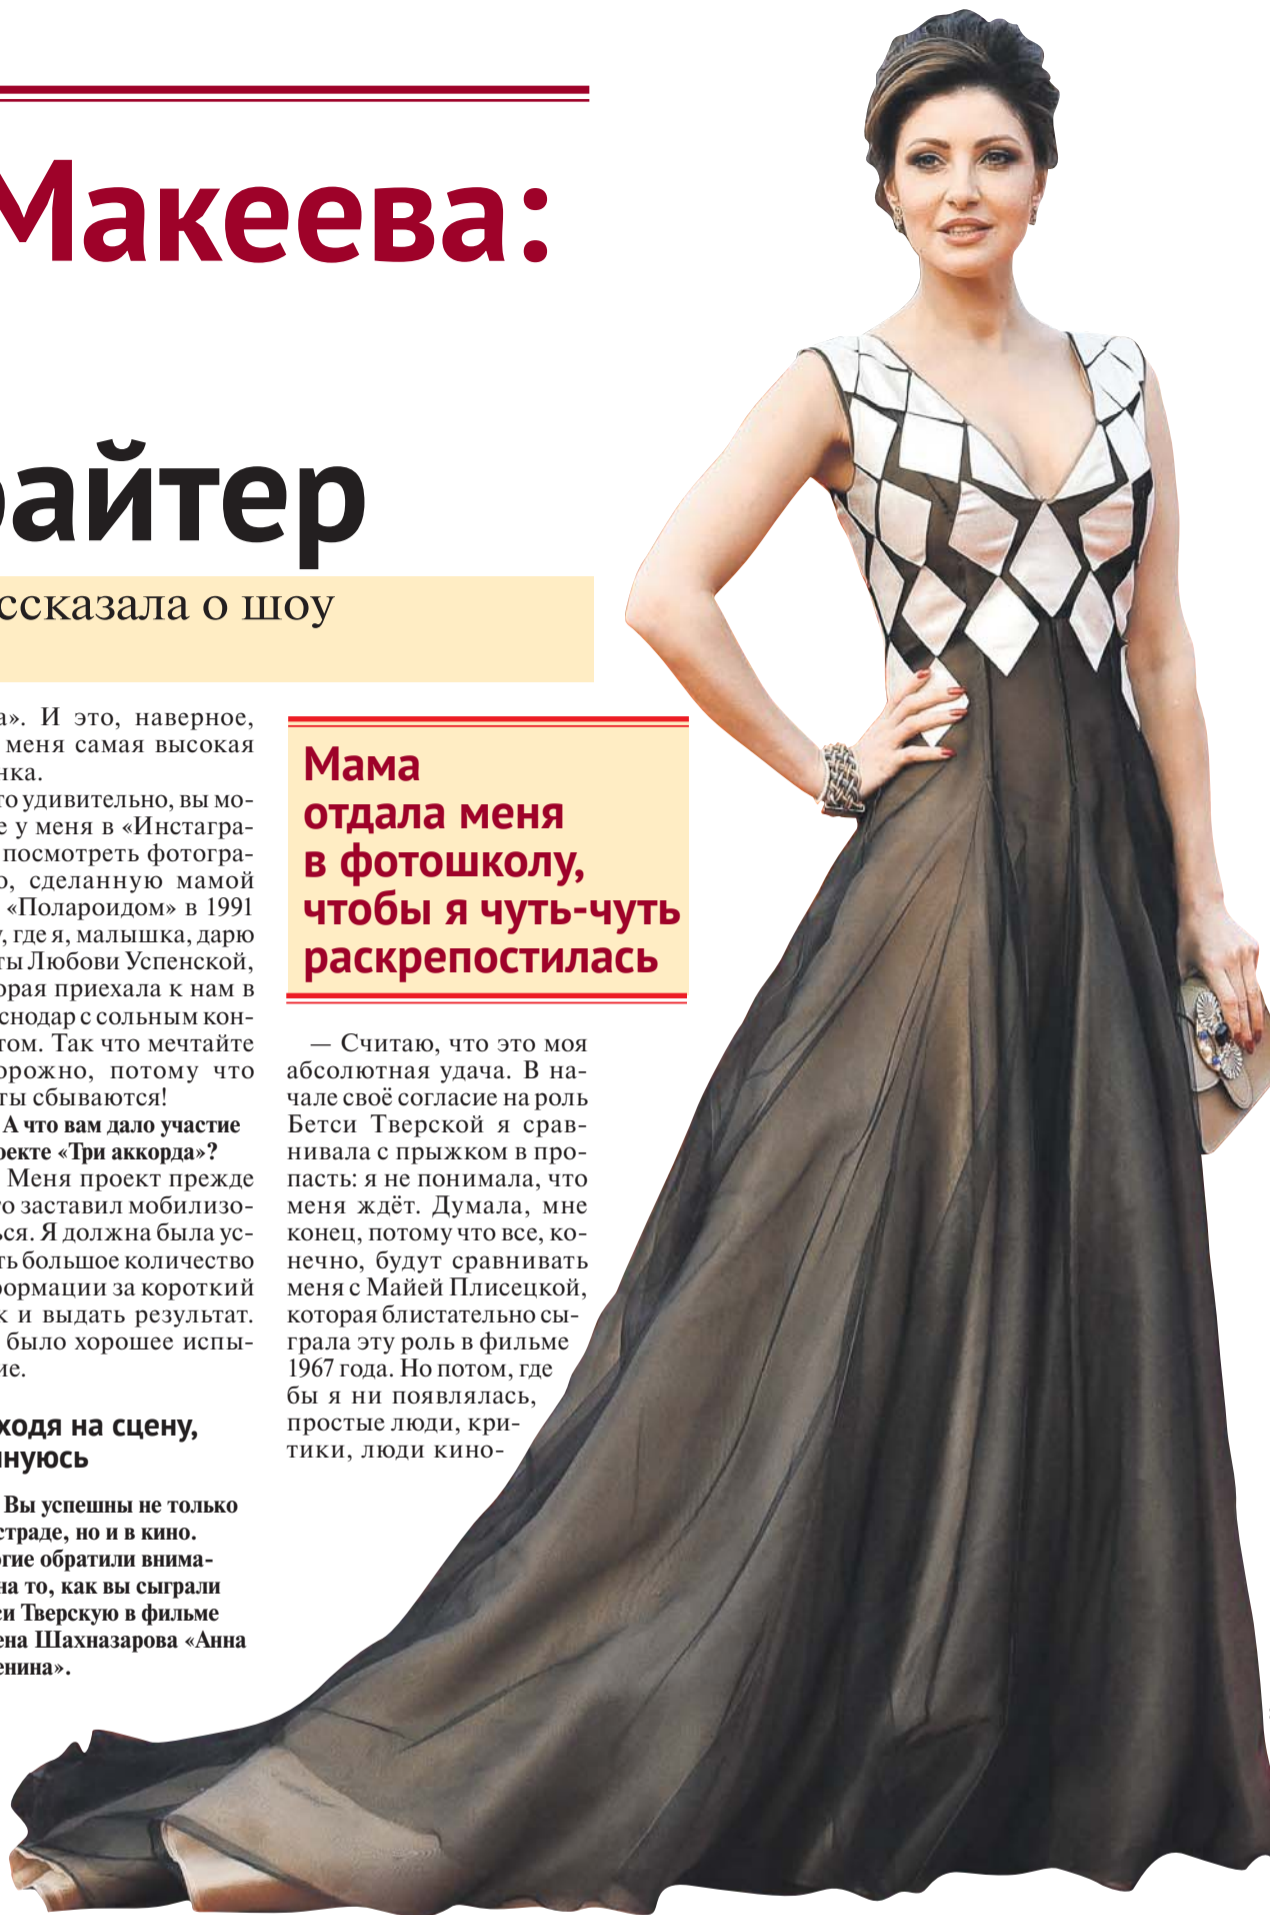 Макеева:
райтер
ссказала о шоу
а». И это, наверное,
меня самая высокая
нка.
то удивительно, вы мо-
е у меня в «Инстагра-
посмотреть фотогра-
ю, сделанную мамой
«Полароидом» в 1991
у, где я, малышка, дарю
ты Любови Успенской,
орая приехала к нам в
снодар с сольным кон-
том. Так что мечтайте
орожно, потому что
ты сбываются!
А что вам дало участие
оекте «Три аккорда»?
Меня проект прежде
го заставил мобилизо-
ься. Я должна была ус-
ть большое количество
формации за короткий
к и выдать результат.
было хорошее испы-
ие.
ходя на сцену,
лнуюсь
Вы успешны не только
страде, но и в кино.
огие обратили внима-
на то, как вы сыграли
си Тверскую в фильме
ена Шахназарова «Анна
енина».
Мама
отдала меня
в фотошколу,
чтобы я чуть-чуть
раскрепостилась
— Считаю, что это моя
абсолютная удача. В на-
чале своё согласие на роль
Бетси Тверской я срав-
нивала с прыжком в про-
пасть: я не понимала, что
меня ждёт. Думала, мне
конец, потому что все, ко-
нечно, будут сравнивать
меня с Майей Плисецкой,
которая блистательно сы-
грала эту роль в фильме
1967 года. Но потом, где
бы я ни появлялась,
простые люди, кри-
тики, люди кино-